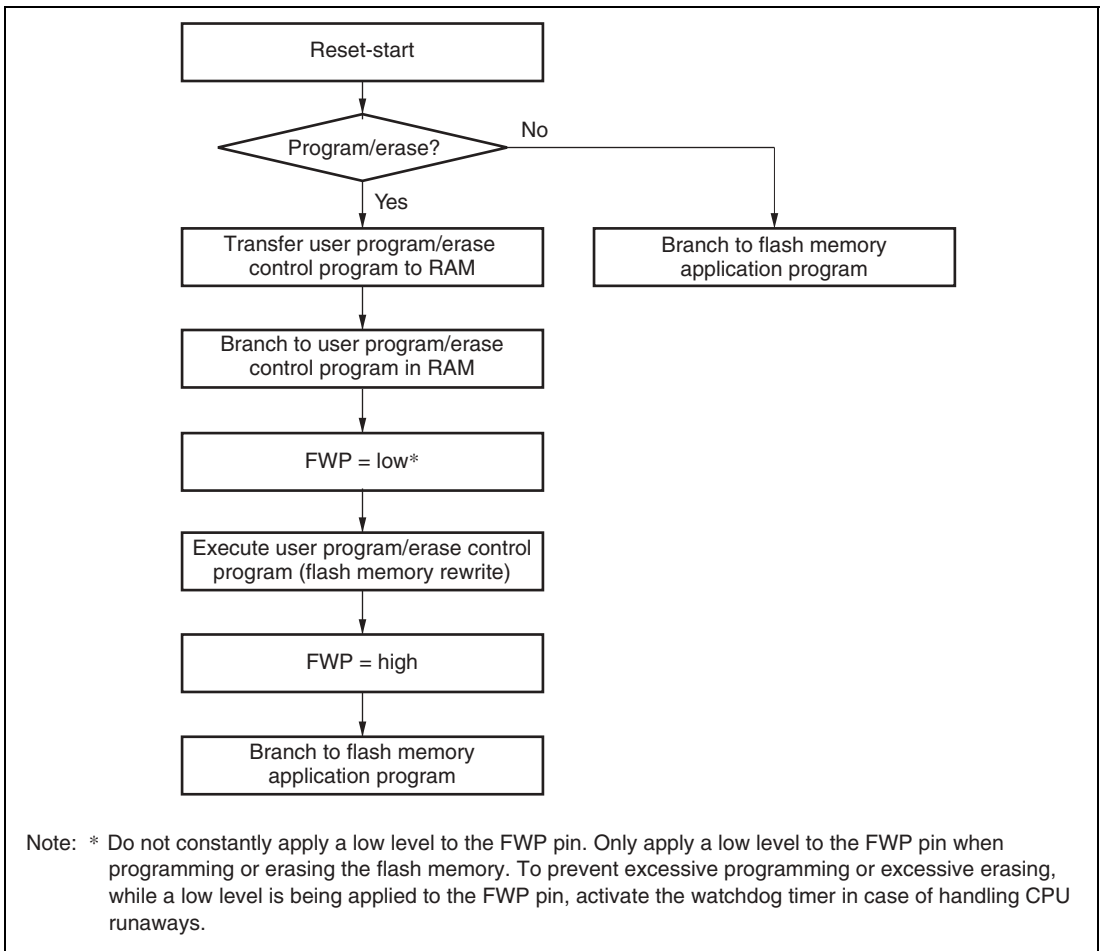 Reset-start
Program/erase?
No
Yes
Transfer user program/erase
control program to RAM
Branch to flash memory
application program
Branch to user program/erase
control program in RAM
FWP = low*
Execute user program/erase control
program (flash memory rewrite)
FWP = high
Branch to flash memory
application program
Note: * Do not constantly apply a low level to the FWP pin. Only apply a low level to the FWP pin when
programming or erasing the flash memory. To prevent excessive programming or excessive erasing,
while a low level is being applied to the FWP pin, activate the watchdog timer in case of handling CPU
runaways.